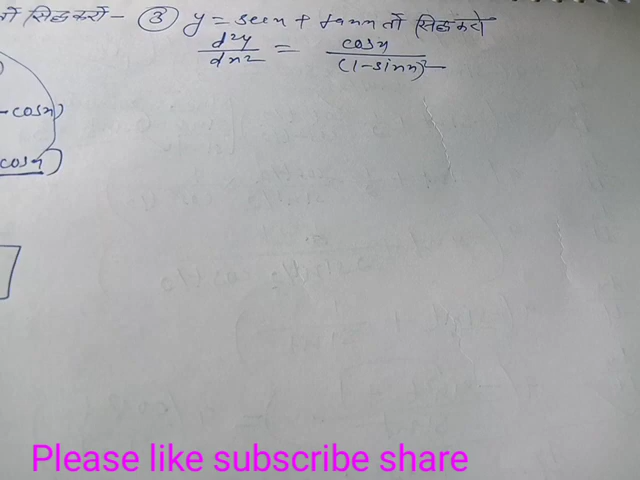 तो सिद्ध करो- ③ y = secx + tanx तो सिद्ध करो
d²y/dx² = cosx/(1-sinx)²
- cosx)
cosx)
Please like subscribe share